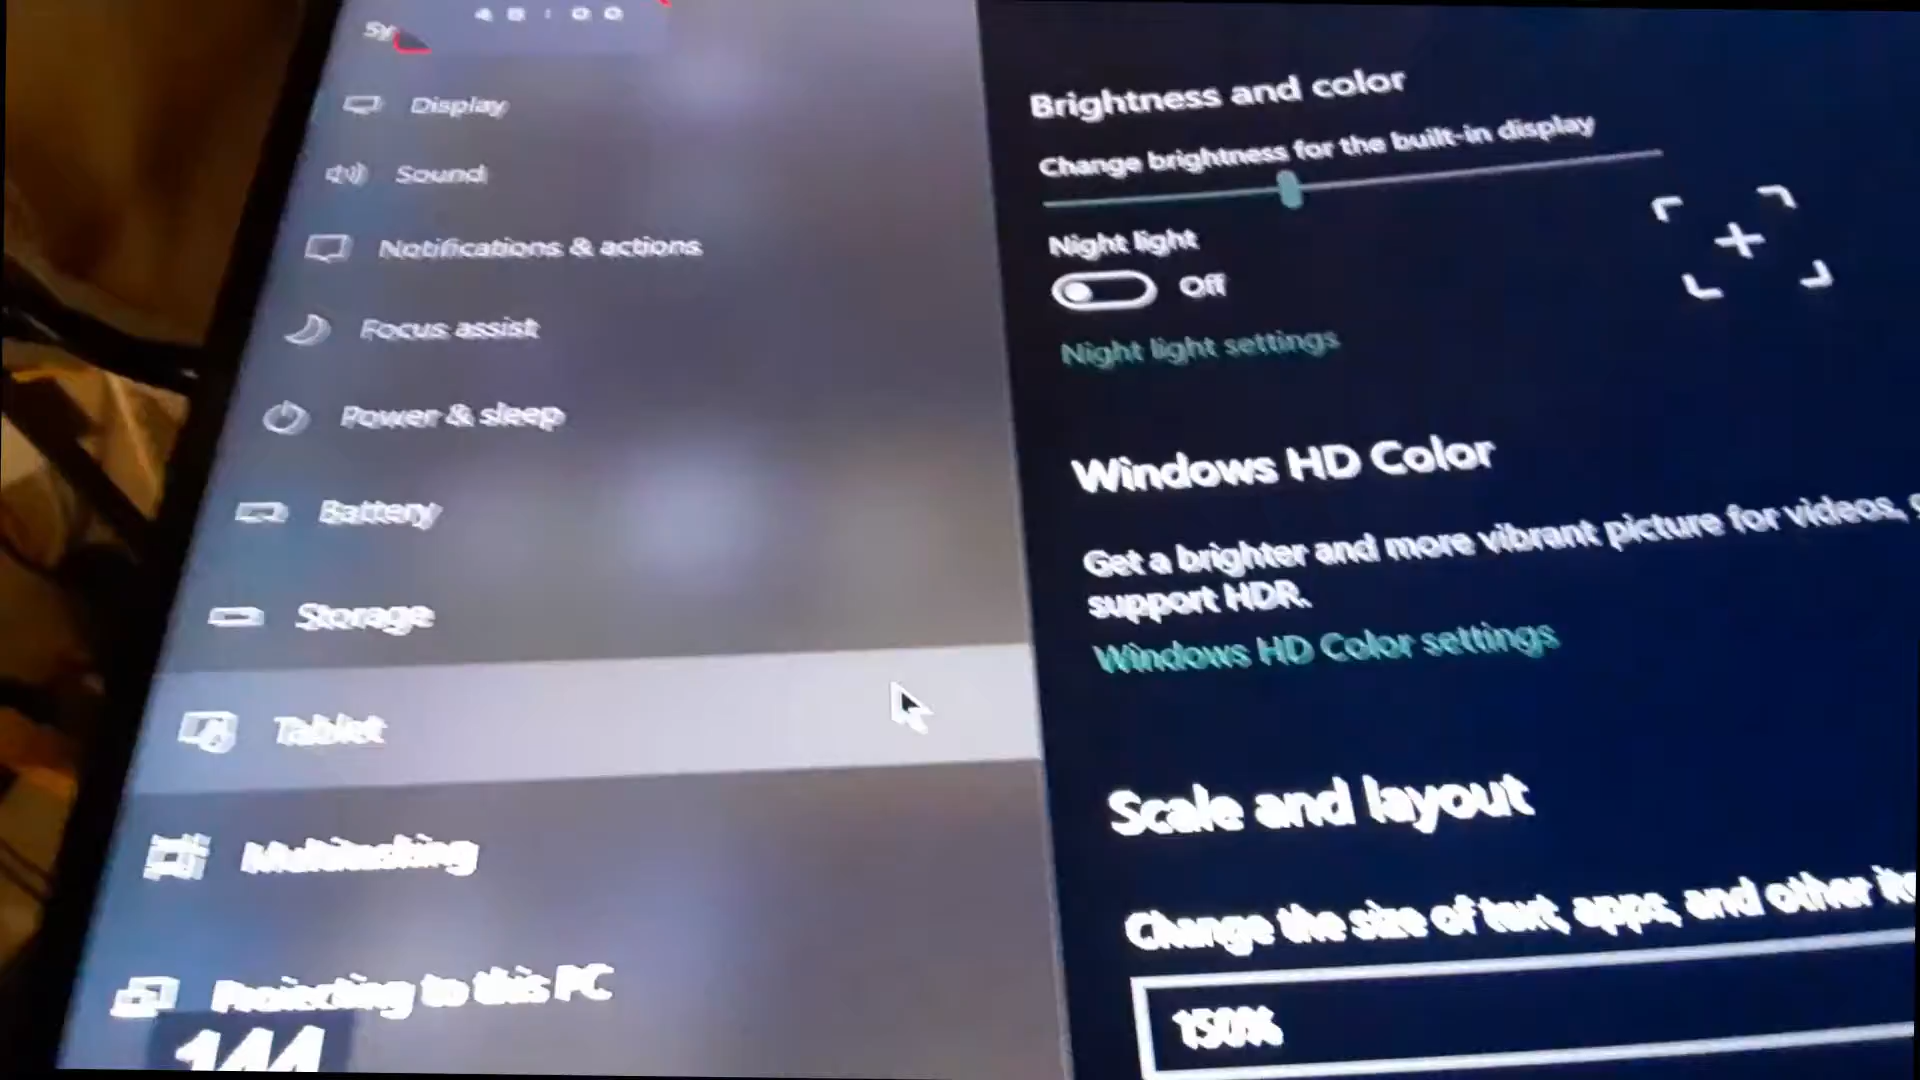 Sy
Display
Sound
Notifications & actions
Focus assist
Power & sleep
Battery
Storage
Tablet
Multitasking
Projecting to this PC
144
Brightness and color
Change brightness for the built-in display
Night light
Off
Night light settings
Windows HD Color
Get a brighter and more vibrant picture for videos,
support HDR.
Windows HD Color settings
Scale and layout
Change the size of text, apps, and other
150%